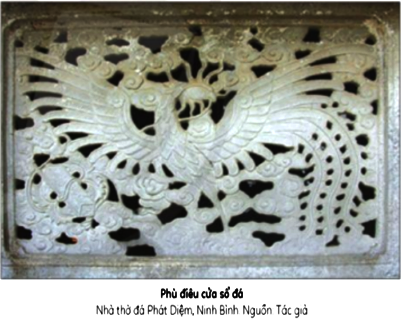 Phù điêu cửa sổ đá
Nhà thờ đá Phát Diệm, Ninh Bình Nguồn Tác giả